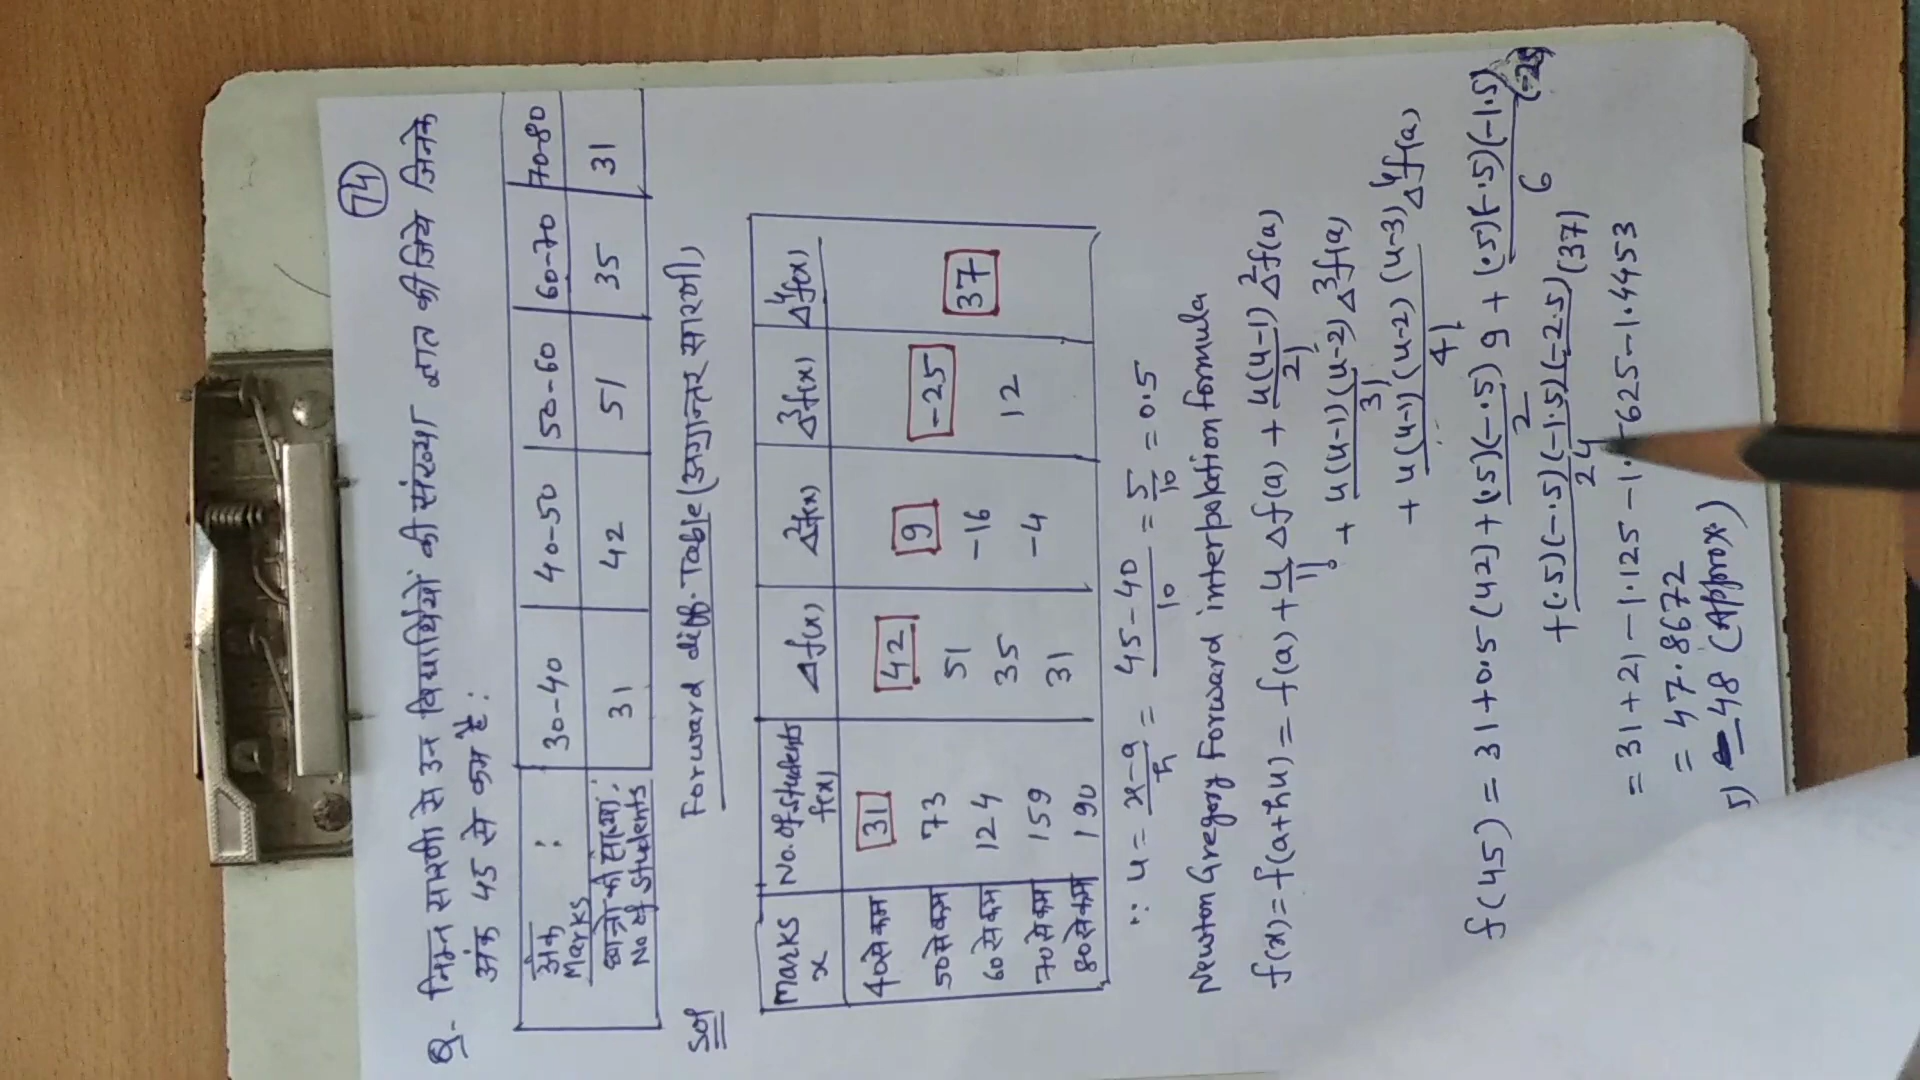 74
Q. निम्न सारणी से उन विद्यार्थियों की संख्या ज्ञात कीजिये जिनके
अंक 45 से कम है :
अंक Marks : 30-40 40-50 50-60 60-70 70-80
छात्रों की संख्या : No of Students 31 42 51 35 31
Sol Forward diff. Table (अग्रान्तर सारणी)
Marks x No. of students f(x) Δf(x) Δ²f(x) Δ³f(x) Δ⁴f(x)
40 से कम 31 42 9 -25 37
50 से कम 73 51 -16 12
60 से कम 124 35 -4
70 से कम 159 31
80 से कम 190
∵ u = x-a/h = 45-40/10 = 5/10 = 0.5
Newton Gregory Forward interpolation formula
f(x) = f(a+hu) = f(a) + u/1! Δf(a) + u(u-1)/2! Δ²f(a)
+ u(u-1)(u-2)/3! Δ³f(a)
+ u(u-1)(u-2)(u-3)/4! Δ⁴f(a)
f(45) = 31 + 0.5 (42) + (.5)(-.5)/2 9 + (.5)(-.5)(-1.5)/6 (-25)
+ (.5)(-.5)(-1.5)(-2.5)/24 (37)
= 31 + 21 - 1.125 - 1. 625 - 1.4453
= 47.8672
48 (Approx.)